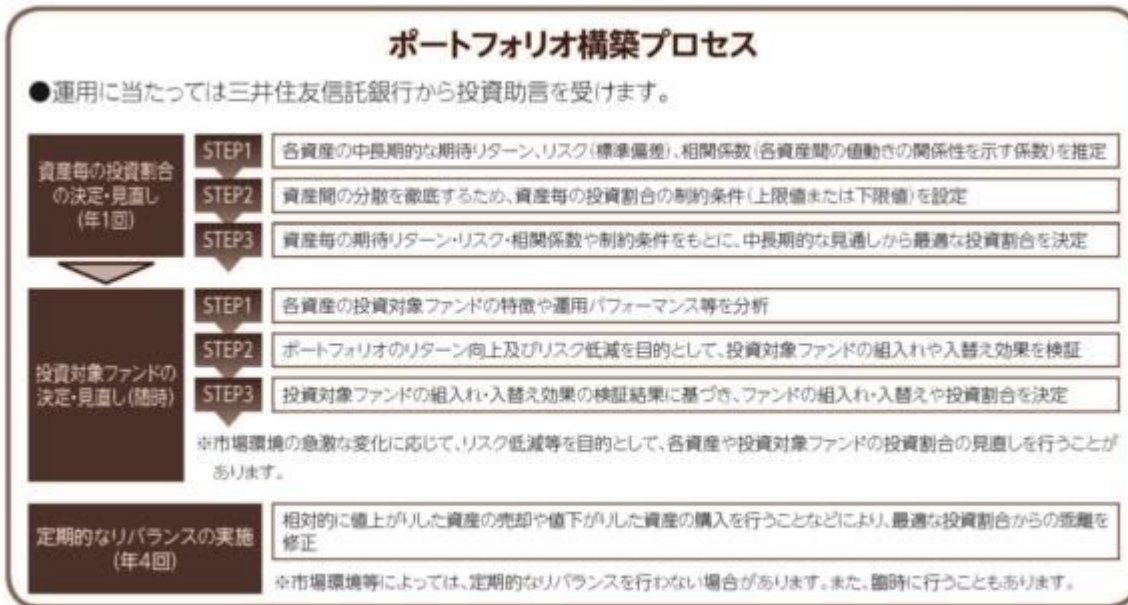 ポートフォリオ構築プロセス
●運用に当たっては三井住友信託銀行から投資助言を受けます。
資産毎の投資割合
の決定・見直し
(年1回)
STEP1
各資産の中長期的な期待リターン、リスク(標準偏差)、相関係数(各資産間の値動きの関係性を示す係数)を推定
STEP2
資産間の分散を徹底するため、資産毎の投資割合の制約条件(上限値または下限値)を設定
STEP3
資産毎の期待リターン・リスク・相関係数や制約条件をもとに、中長期的な見通しから最適な投資割合を決定
投資対象ファンドの
決定・見直し(随時)
STEP1
各資産の投資対象ファンドの特徴や運用パフォーマンス等を分析
STEP2
ポートフォリオのリターン向上及びリスク低減を目的として、投資対象ファンドの組入れや入替え効果を検証
STEP3
投資対象ファンドの組入れ・入替え効果の検証結果に基づき、ファンドの組入れ・入替えや投資割合を決定
※市場環境の急激な変化に応じて、リスク低減等を目的として、各資産や投資対象ファンドの投資割合の見直しを行うことが
あります。
定期的なリバランスの実施
(年4回)
相対的に値上がりした資産の売却や値下がりした資産の購入を行うことなどにより、最適な投資割合からの乖離を
修正
※市場環境等によっては、定期的なリバランスを行わない場合があります。また、臨時に行うこともあります。